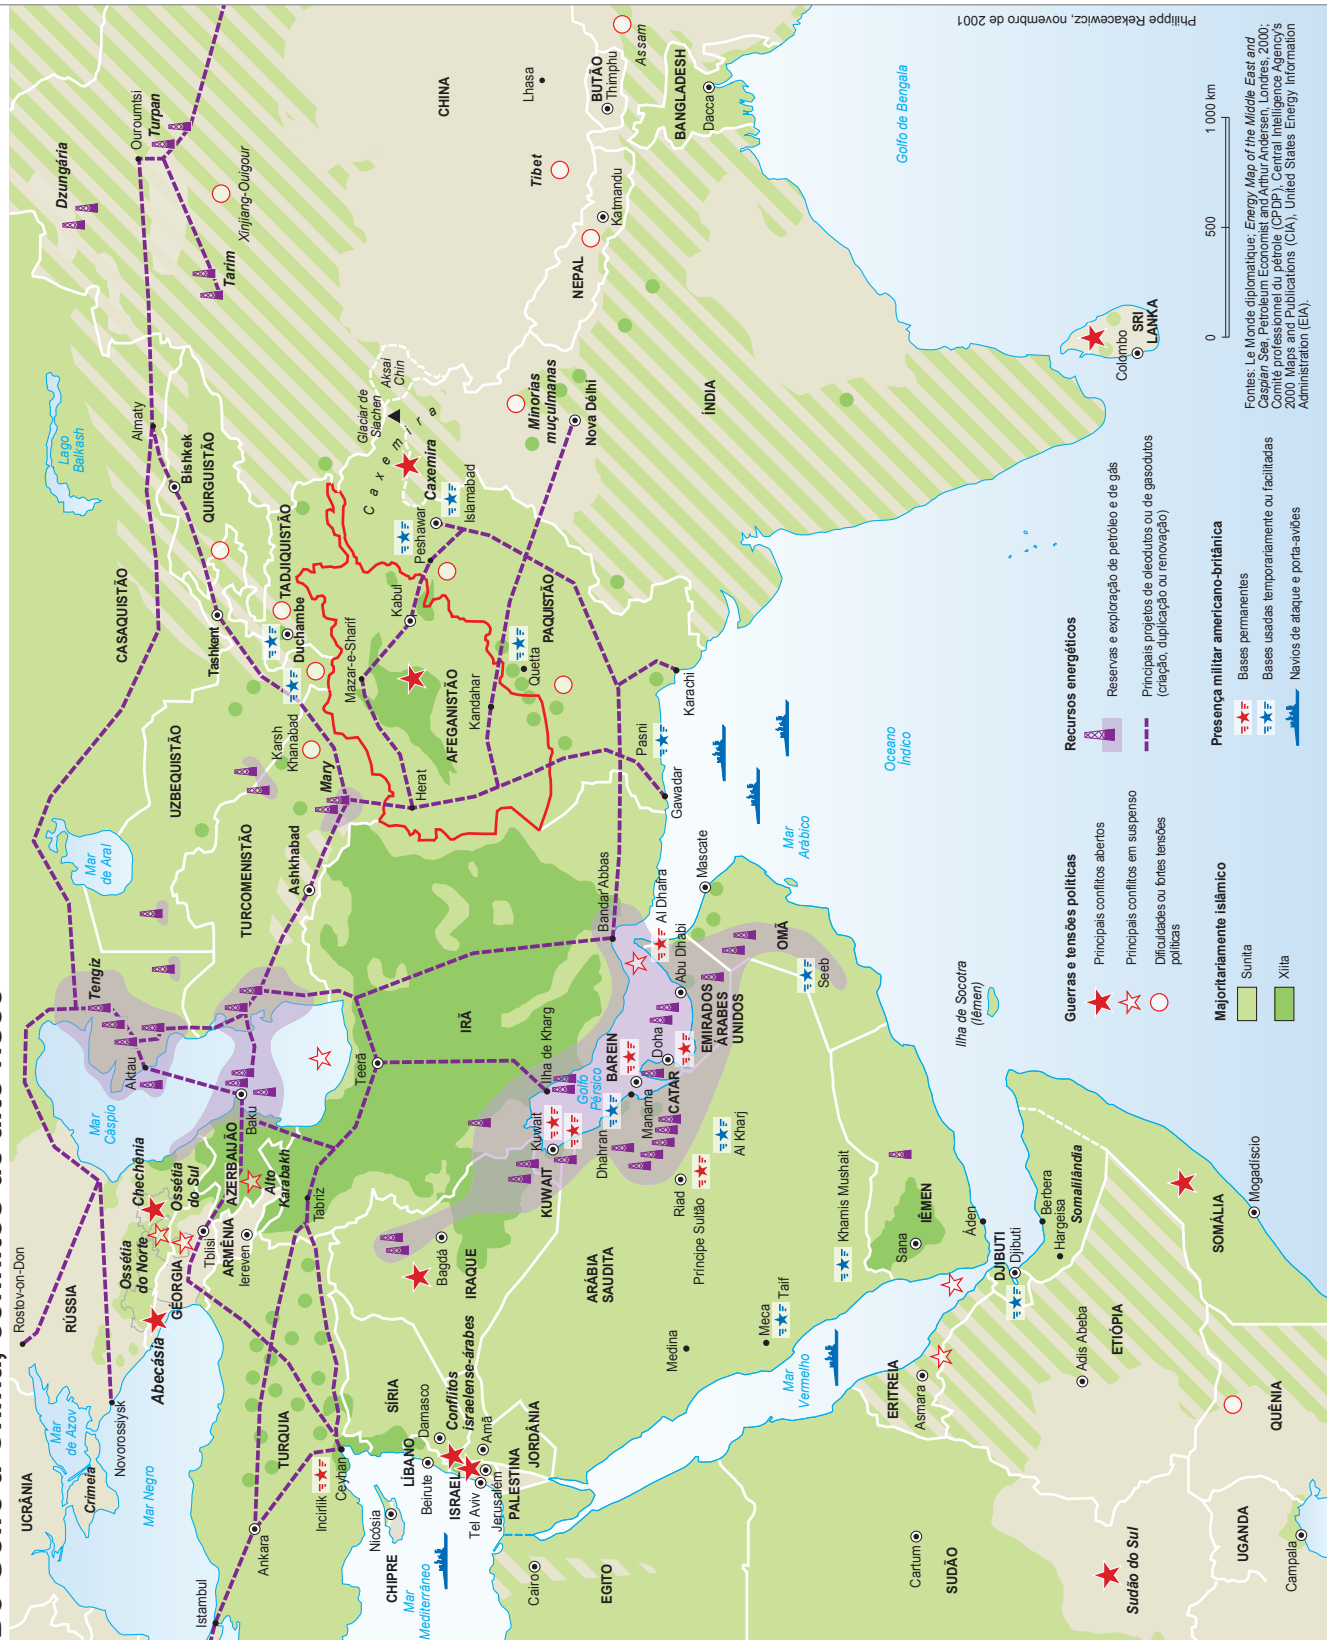 UCRÂNIA
Mar
de Azov
Crimeia
Rostov-on-Don
RÚSSIA
Novorossiysk
Mar Negro
Abecásia
Ossétia
do Norte
Chechênia
Ossétia
do Sul
GEÓRGIA
Tblisi
ARMÊNIA
Iereven
AZERBAIJÃO
Alto
Karabakh
Baku
Mar
Cáspio
Aktau
Tengiz
Mar
de Aral
CASAQUISTÃO
Lago
Balkash
Almaty
Bishkek
QUIRGUISTÃO
Tashkent
UZBEQUISTÃO
TURCOMENISTÃO
Ashkhabad
Mary
Karsh
Khanabad
Duchambe
TADJIQUISTÃO
Dzungária
Ouroumtsi
Turpan
Tarim
Xinjiang-Ouigour
CHINA
Lhasa
Tibet
BUTÃO
Thimphu
Assam
BANGLADESH
Dacca
NEPAL
Katmandu
Glaciar de
Siachen
Aksai
Chin
Caxemira
Caxemira
Islamabad
Peshawar
Minorias
muçulmanas
Nova Délhi
ÍNDIA
Golfo de Bengala
SRI
LANKA
Colombo
Istambul
Ankara
TURQUIA
Incirlik
Ceyhan
Tabriz
Teerã
IRÃ
Herat
Mazar-e-Sharif
Kabul
AFEGANISTÃO
Kandahar
Quetta
PAQUISTÃO
Karachi
Pasni
Gawadar
Bandar'Abbas
Nicósia
CHIPRE
Mar
Mediterrâneo
SÍRIA
LÍBANO
Damasco
Beirute
Conflitos
israelense-árabes
ISRAEL
Tel Aviv
Amã
Jerusalém
PALESTINA
JORDÂNIA
Bagdá
IRAQUE
KUWAIT
Kuwait
Ilha de Kharg
Golfo
Pérsico
BAREIN
Dhahran
Manama
CATAR
Doha
Al Dhafra
Abu Dhabi
EMIRADOS
ÁRABES
UNIDOS
Mascate
OMÃ
Seeb
Riad
Príncipe Sultão
Al Kharj
ARÁBIA
SAUDITA
Medina
Meca
Taif
Khamis Mushait
Mar
Vermelho
IÊMEN
Sana
Áden
Mar
Arábico
Oceano
Índico
Ilha de Socotra
(Iêmen)
Cairo
EGITO
Cartum
SUDÃO
Sudão do Sul
ERITREIA
Asmara
DJIBUTI
Djibuti
Berbera
Hargeisa
Somalilândia
Adis Abeba
ETIÓPIA
SOMÁLIA
Mogadíscio
QUÊNIA
UGANDA
Campala
Guerras e tensões políticas
Principais conflitos abertos
Principais conflitos em suspenso
Dificuldades ou fortes tensões
políticas
Majoritariamente islâmico
Sunita
Xiita
Recursos energéticos
Reservas e exploração de petróleo e de gás
Principais projetos de oleodutos ou de gasodutos
(criação, duplicação ou renovação)
Presença militar americano-britânica
Bases permanentes
Bases usadas temporariamente ou facilitadas
Navios de ataque e porta-aviões
0 500 1 000 km
Fontes: Le Monde diplomatique; Energy Map of the Middle East and
Caspian Sea, Petroleum Economist and Arthur Andersen, Londres, 2000;
Comité professionnel du pétrole (CPDP), Central Intelligence Agency's
2000 Maps and Publications (CIA), United States Energy Information
Administration (EIA).
Philippe Rekacewicz, novembro de 2001